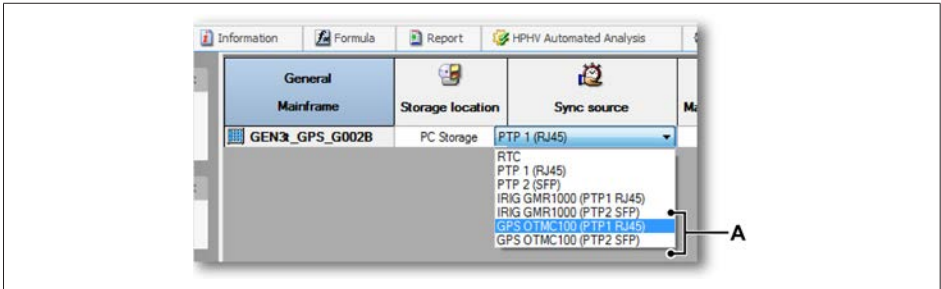 Information Formula Report HPHV Automated Analysis
General
Mainframe Storage location Sync source
GEN3t_GPS_G002B PC Storage PTP 1 (RJ45)
RTC
PTP 1 (RJ45)
PTP 2 (SFP)
IRIG GMR1000 (PTP1 RJ45)
IRIG GMR1000 (PTP2 SFP)
GPS OTMC100 (PTP1 RJ45)
GPS OTMC100 (PTP2 SFP)
A